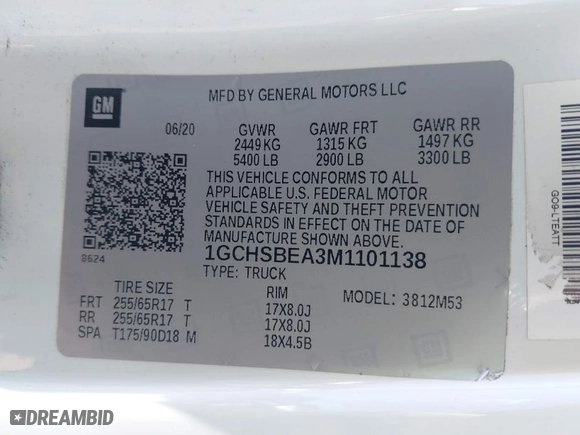 MFD BY GENERAL MOTORS LLC
GM
06/20 GVWR GAWR FRT GAWR RR
2449 KG 1315 KG 1497 KG
5400 LB 2900 LB 3300 LB
THIS VEHICLE CONFORMS TO ALL
APPLICABLE U.S. FEDERAL MOTOR
VEHICLE SAFETY AND THEFT PREVENTION
STANDARDS IN EFFECT ON THE DATE OF
MANUFACTURE SHOWN ABOVE.
8624
1GCHSBEA3M1101138
TYPE: TRUCK
TIRE SIZE RIM MODEL: 3812M53
FRT 255/65R17 T 17X8.0J
RR 255/65R17 T 17X8.0J
SPA T175/90D18 M 18X4.5B
GO9-LTEATT
DREAMBID